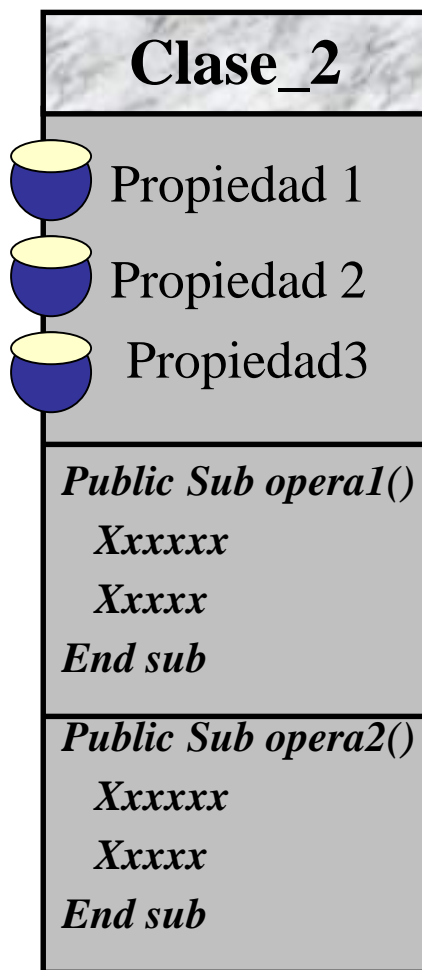 Clase_2
Propiedad 1
Propiedad 2
Propiedad3
Public Sub opera1()
Xxxxxx
Xxxxx
End sub
Public Sub opera2()
Xxxxxx
Xxxxx
End sub